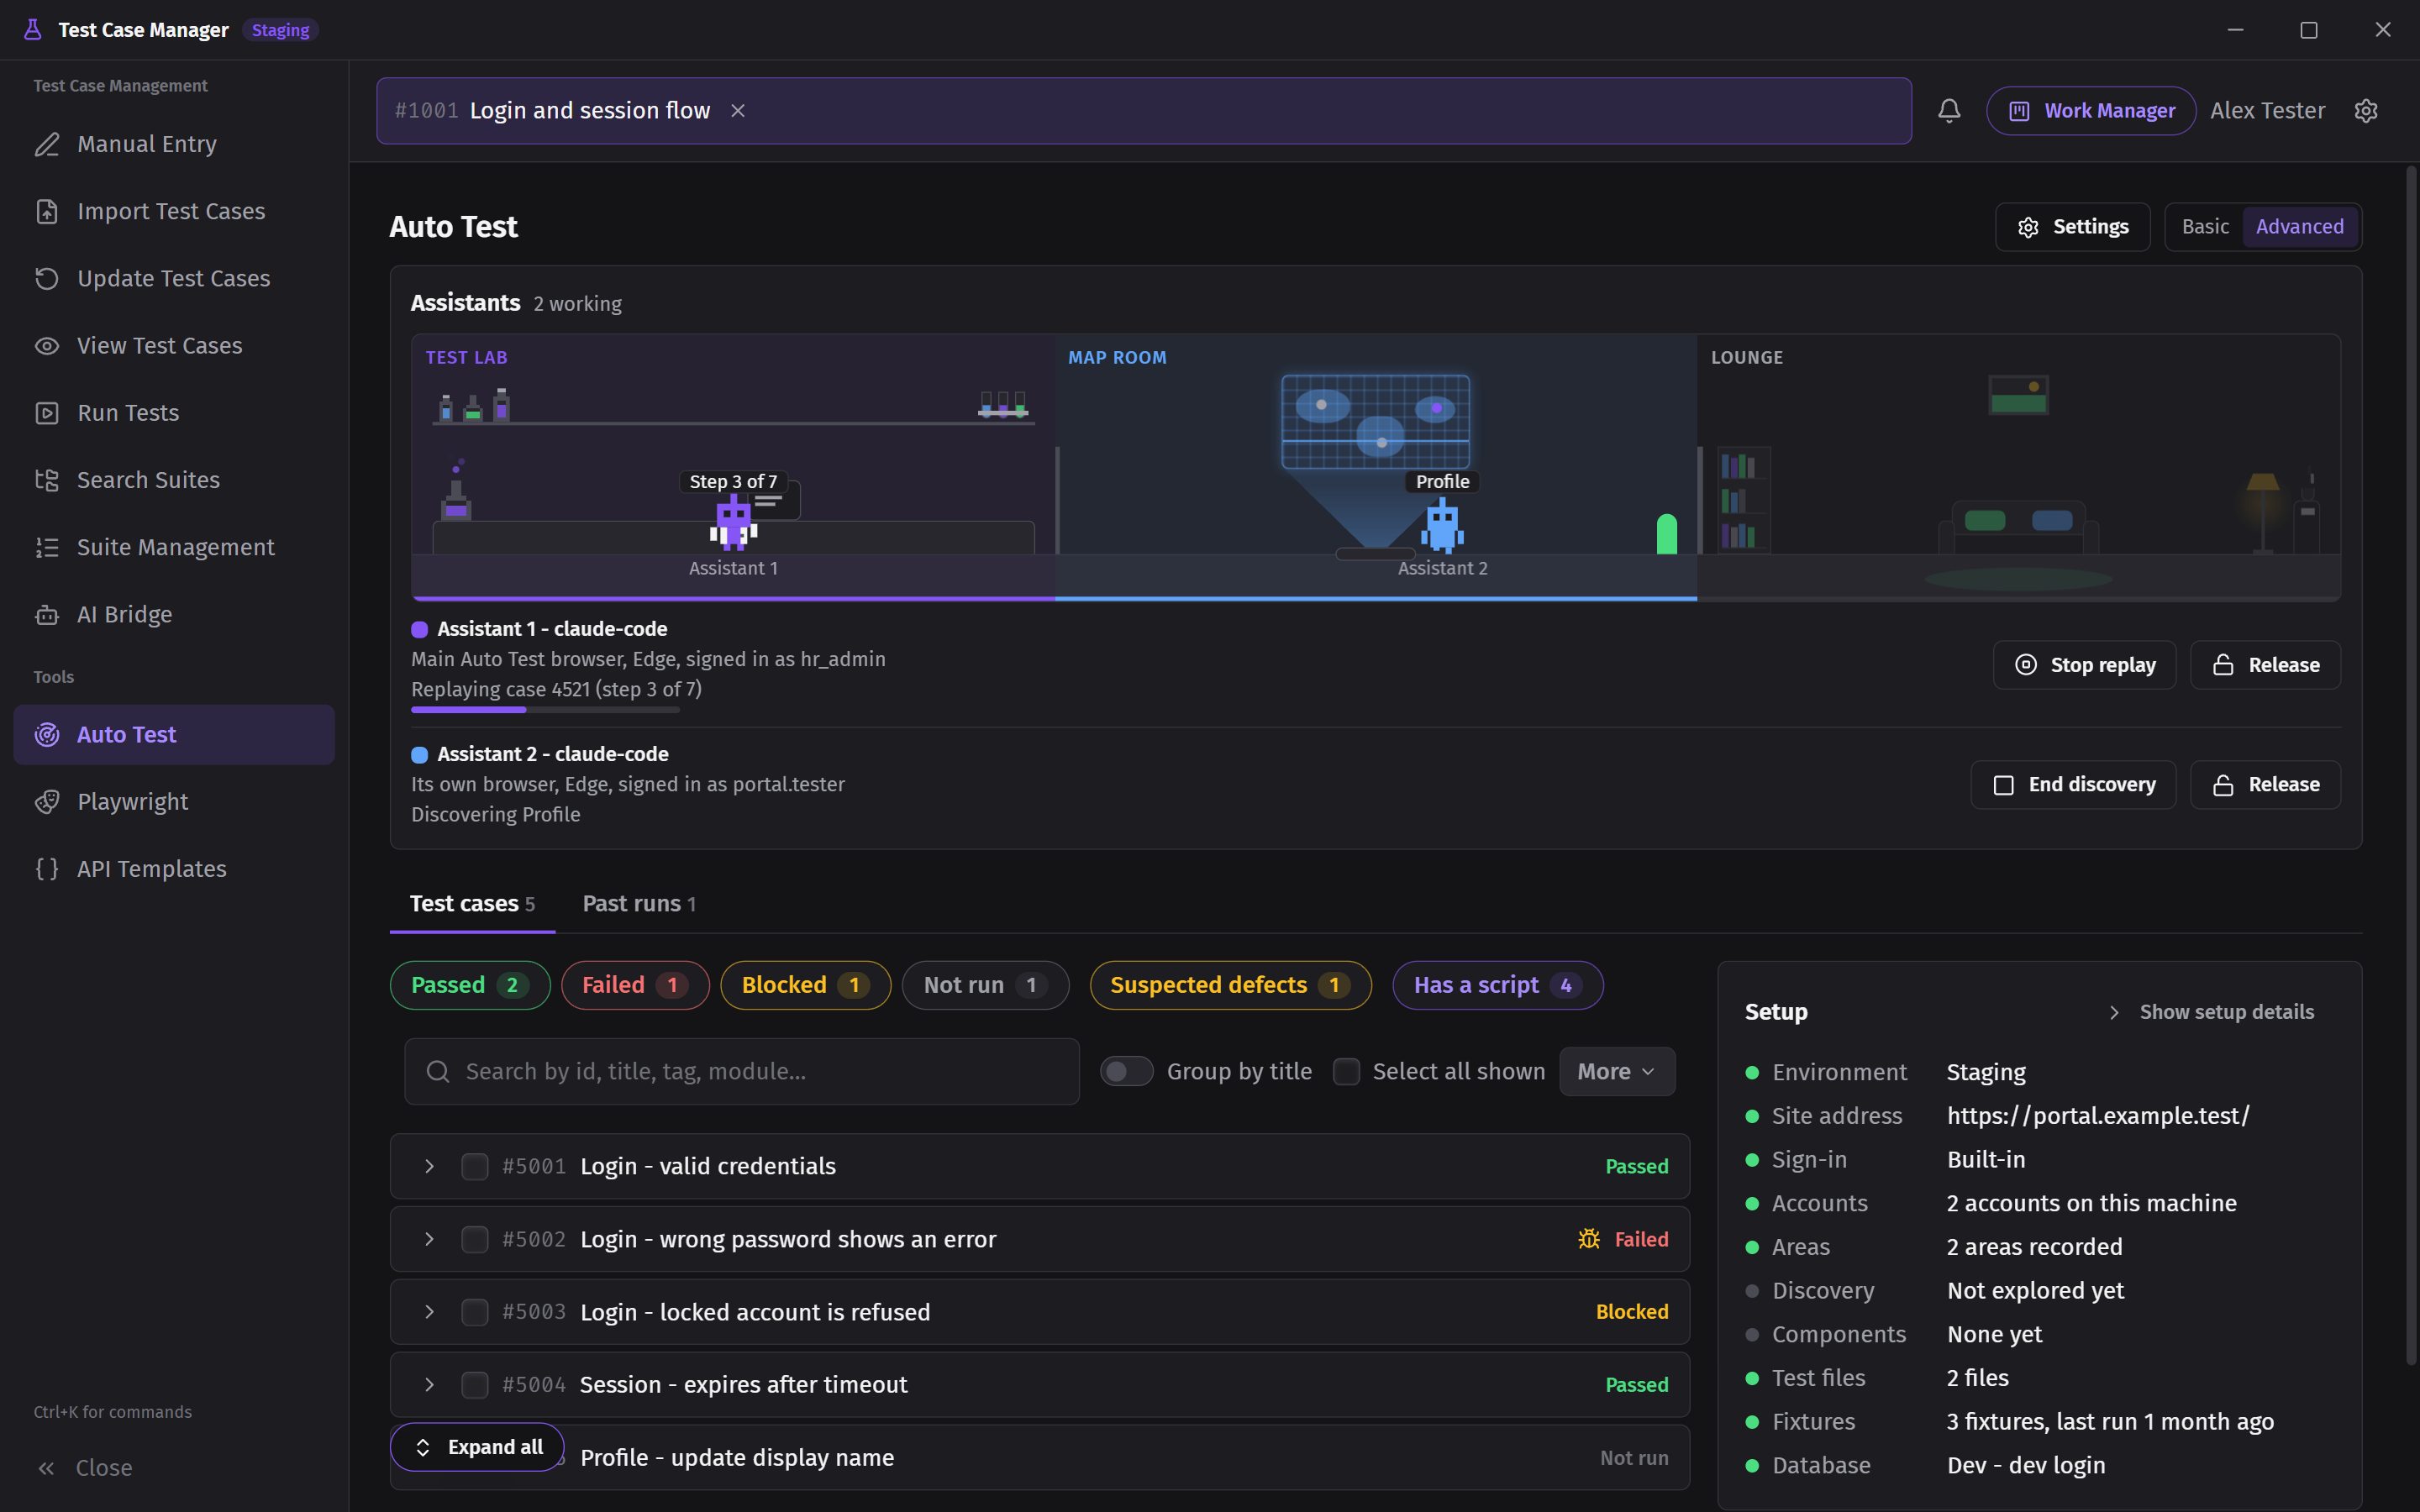 Test Case Manager Staging
Test Case Management
Manual Entry
Import Test Cases
Update Test Cases
View Test Cases
Run Tests
Search Suites
Suite Management
AI Bridge
Tools
Auto Test
Playwright
API Templates
Ctrl+K for commands
Close
#1001 Login and session flow
Work Manager
Alex Tester
Auto Test
Settings
Basic Advanced
Assistants 2 working
TEST LAB
Step 3 of 7
Assistant 1
MAP ROOM
Profile
Assistant 2
LOUNGE
Assistant 1 - claude-code
Main Auto Test browser, Edge, signed in as hr_admin
Replaying case 4521 (step 3 of 7)
Stop replay
Release
Assistant 2 - claude-code
Its own browser, Edge, signed in as portal.tester
Discovering Profile
End discovery
Release
Test cases 5
Past runs 1
Passed 2
Failed 1
Blocked 1
Not run 1
Suspected defects 1
Has a script 4
Search by id, title, tag, module...
Group by title
Select all shown
More
#5001 Login - valid credentials Passed
#5002 Login - wrong password shows an error Failed
#5003 Login - locked account is refused Blocked
#5004 Session - expires after timeout Passed
Expand all
Profile - update display name Not run
Setup
Show setup details
Environment Staging
Site address https://portal.example.test/
Sign-in Built-in
Accounts 2 accounts on this machine
Areas 2 areas recorded
Discovery Not explored yet
Components None yet
Test files 2 files
Fixtures 3 fixtures, last run 1 month ago
Database Dev - dev login